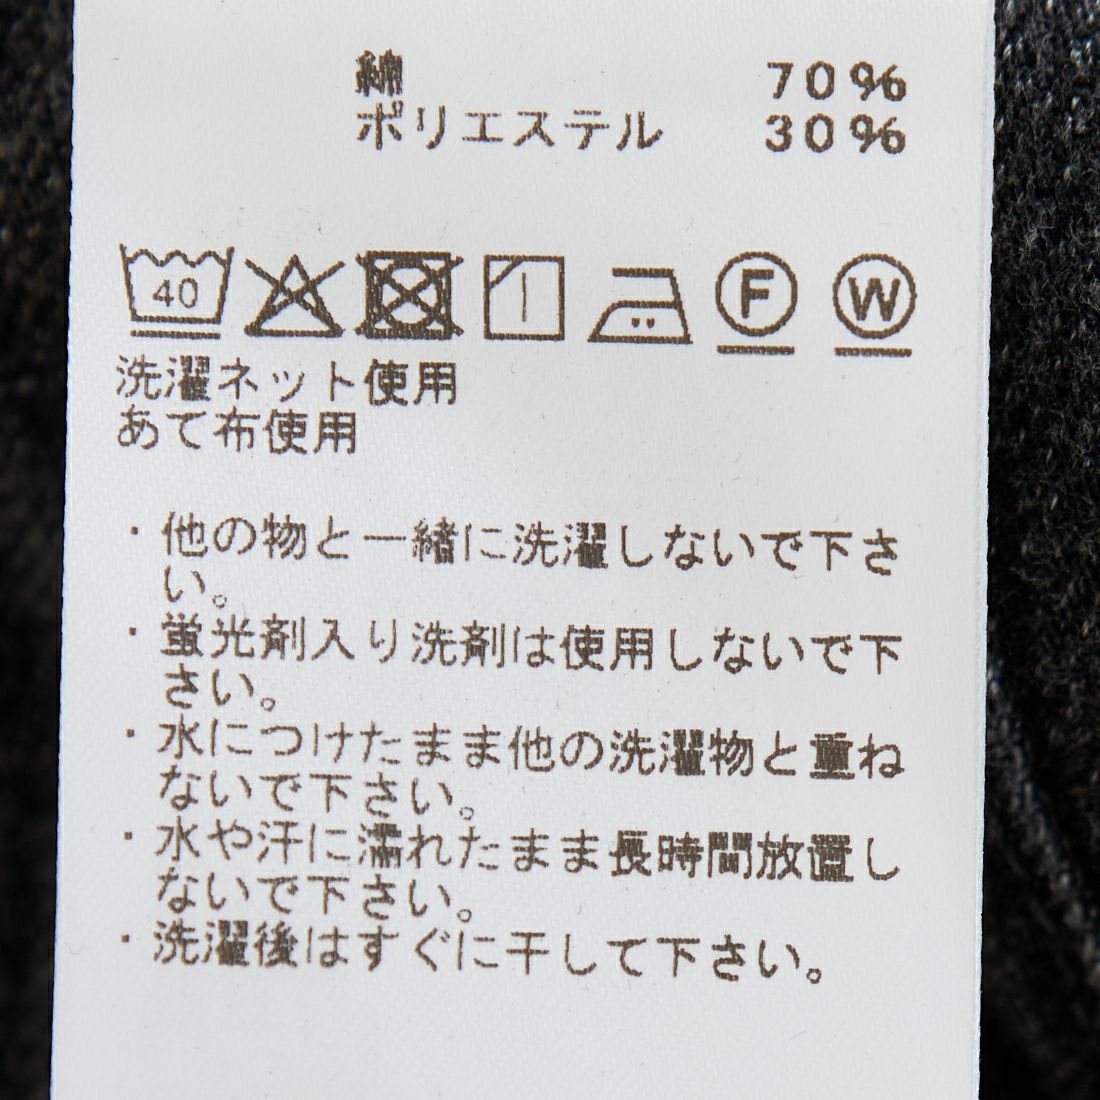 綿 70%
ポリエステル 30%
40 F W
洗濯ネット使用
あて布使用
・他の物と一緒に洗濯しないで下さ
い。
・蛍光剤入り洗剤は使用しないで下
さい。
・水につけたまま他の洗濯物と重ね
ないで下さい。
・水や汗に濡れたまま長時間放置し
ないで下さい。
・洗濯後はすぐに干して下さい。